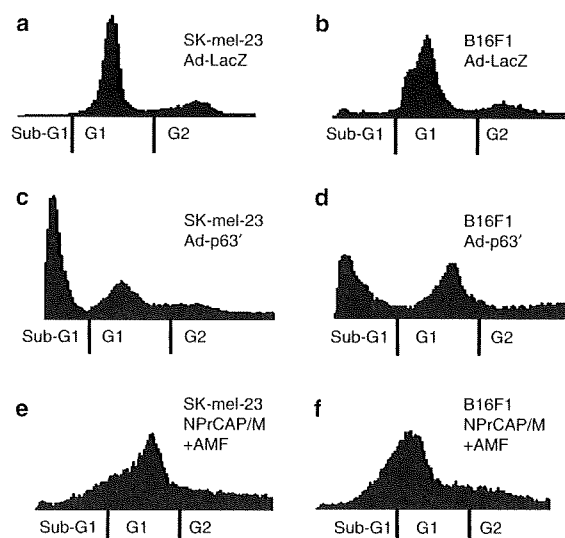 a
SK-mel-23
Ad-LacZ
Sub-G1 G1 G2
b
B16F1
Ad-LacZ
Sub-G1 G1 G2
c
SK-mel-23
Ad-p63′
Sub-G1 G1 G2
d
B16F1
Ad-p63′
Sub-G1 G1 G2
e
SK-mel-23
NPrCAP/M
+AMF
Sub-G1 G1 G2
f
B16F1
NPrCAP/M
+AMF
Sub-G1 G1 G2